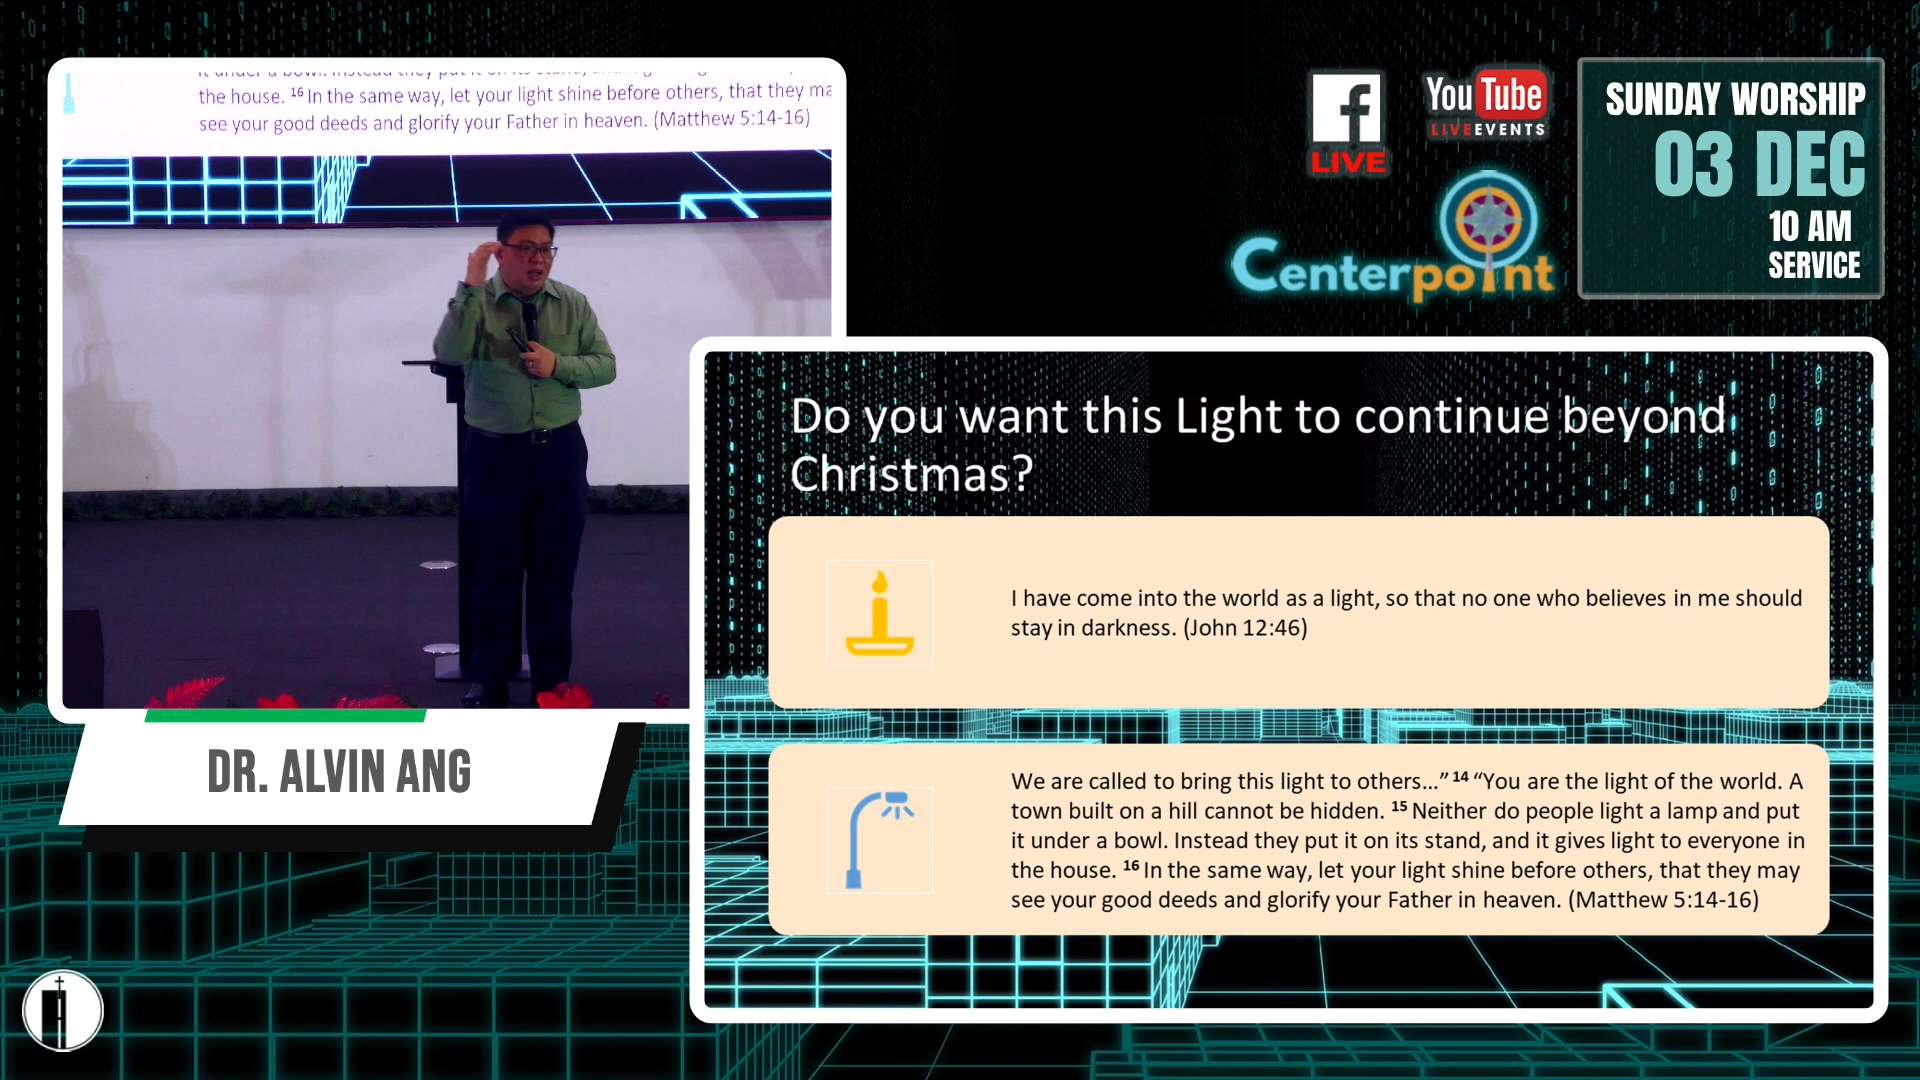 the house. 16 In the same way, let your light shine before others, that they ma
see your good deeds and glorify your Father in heaven. (Matthew 5:14-16)
f
LIVE
YouTube
LIVEEVENTS
Centerpoint
SUNDAY WORSHIP
03 DEC
10 AM
SERVICE
Do you want this Light to continue beyond
Christmas?
I have come into the world as a light, so that no one who believes in me should
stay in darkness. (John 12:46)
We are called to bring this light to others…” 14 “You are the light of the world. A
town built on a hill cannot be hidden. 15 Neither do people light a lamp and put
it under a bowl. Instead they put it on its stand, and it gives light to everyone in
the house. 16 In the same way, let your light shine before others, that they may
see your good deeds and glorify your Father in heaven. (Matthew 5:14-16)
DR. ALVIN ANG